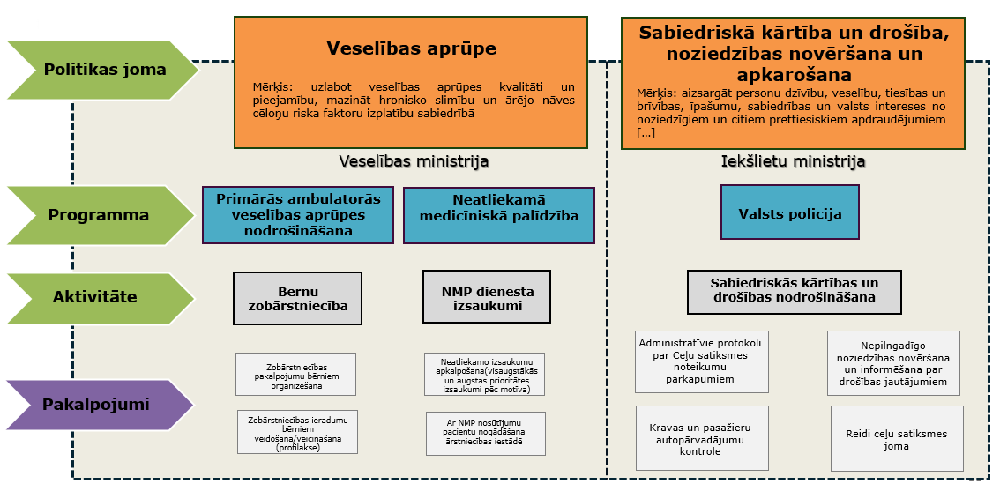 Politikas joma
Veselības aprūpe
Mērķis: uzlabot veselības aprūpes kvalitāti un
pieejamību, mazināt hronisko slimību un ārējo nāves
cēloņu riska faktoru izplatību sabiedrībā
Sabiedriskā kārtība un drošība,
noziedzības novēršana un
apkarošana
Mērķis: aizsargāt personu dzīvību, veselību, tiesības un
brīvības, īpašumu, sabiedrības un valsts intereses no
noziedzīgiem un citiem prettiesiskiem apdraudējumiem
[...]
Veselības ministrija
Iekšlietu ministrija
Programma
Primārās ambulatorās
veselības aprūpes
nodrošināšana
Neatliekamā
medicīniskā palīdzība
Valsts policija
Aktivitāte
Bērnu
zobārstniecība
NMP dienesta
izsaukumi
Sabiedriskās kārtības un
drošības nodrošināšana
Pakalpojumi
Zobārstniecības
pakalpojumu bērniem
organizēšana
Neatliekamo izsaukumu
apkalpošana(visaugstākās
un augstas prioritātes
izsaukumi pēc motīva)
Administratīvie protokoli
par Ceļu satiksmes
noteikumu
pārkāpumiem
Nepilngadīgo
noziedzības novēršana
un informēšana par
drošības jautājumiem
Zobārstniecības ieradumu
bērniem
veidošana/veicināšana
(profilakse)
Ar NMP nosūtījumu
pacientu nogādāšana
ārstniecības iestādē
Kravas un pasažieru
autopārvadājumu
kontrole
Reidi ceļu satiksmes
jomā